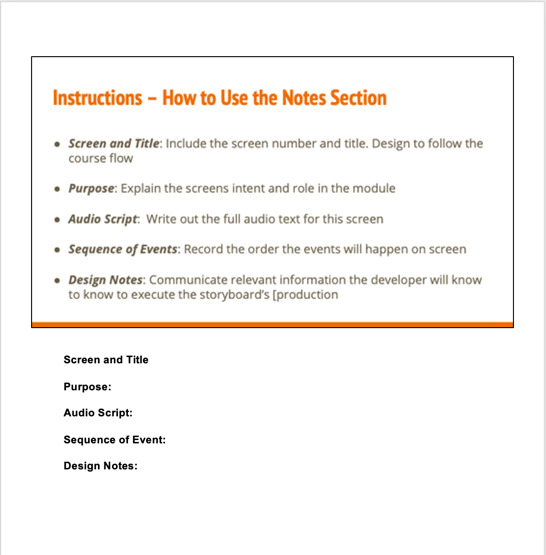 Instructions – How to Use the Notes Section
● Screen and Title: Include the screen number and title. Design to follow the
course flow
● Purpose: Explain the screens intent and role in the module
● Audio Script:  Write out the full audio text for this screen
● Sequence of Events: Record the order the events will happen on screen
● Design Notes: Communicate relevant information the developer will know
to know to execute the storyboard's [production
Screen and Title
Purpose:
Audio Script:
Sequence of Event:
Design Notes: